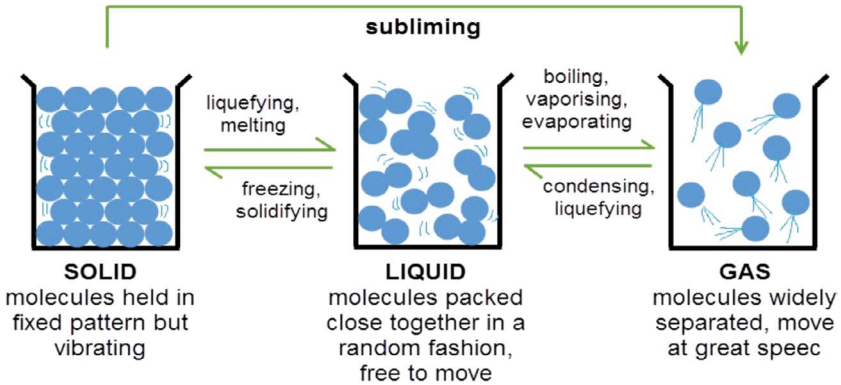 subliming
liquefying,
melting
freezing,
solidifying
boiling,
vaporising,
evaporating
condensing,
liquefying
SOLID
molecules held in
fixed pattern but
vibrating
LIQUID
molecules packed
close together in a
random fashion,
free to move
GAS
molecules widely
separated, move
at great speec